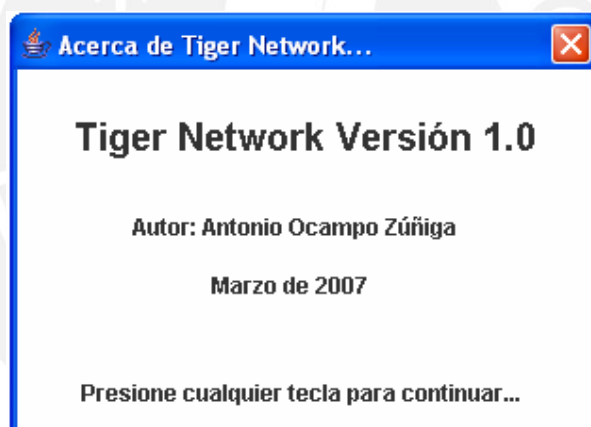 Acerca de Tiger Network...
Tiger Network Versión 1.0
Autor: Antonio Ocampo Zúñiga
Marzo de 2007
Presione cualquier tecla para continuar...